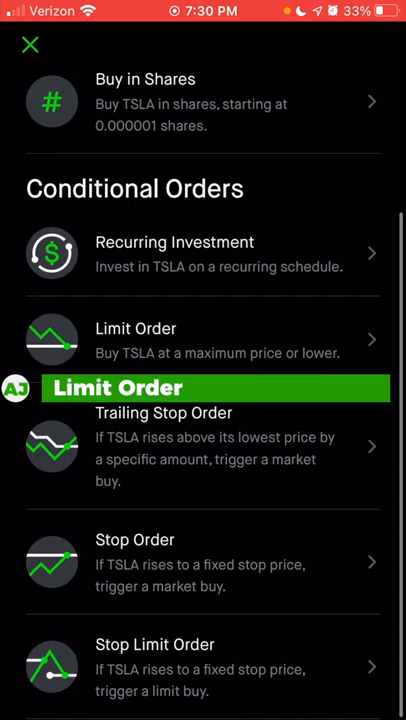 Verizon 7:30 PM 33%
Buy in Shares
#
Buy TSLA in shares, starting at
0.000001 shares.
Conditional Orders
Recurring Investment
$
Invest in TSLA on a recurring schedule.
Limit Order
Buy TSLA at a maximum price or lower.
AJ Limit Order
Trailing Stop Order
If TSLA rises above its lowest price by
a specific amount, trigger a market
buy.
Stop Order
If TSLA rises to a fixed stop price,
trigger a market buy.
Stop Limit Order
If TSLA rises to a fixed stop price,
trigger a limit buy.